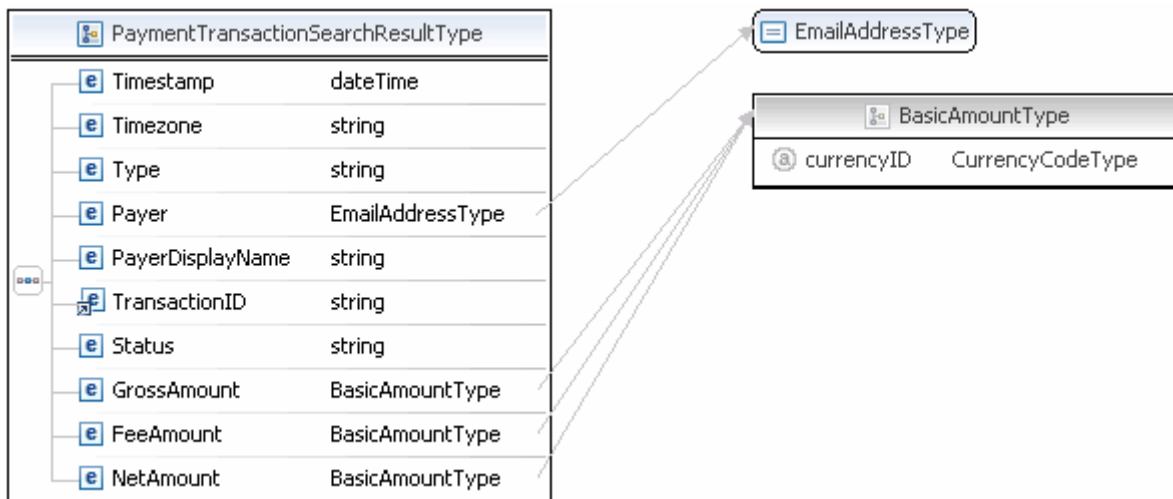 PaymentTransactionSearchResultType
e Timestamp dateTime
e Timezone string
e Type string
e Payer EmailAddressType
e PayerDisplayName string
e TransactionID string
e Status string
e GrossAmount BasicAmountType
e FeeAmount BasicAmountType
e NetAmount BasicAmountType
EmailAddressType
BasicAmountType
a currencyID CurrencyCodeType